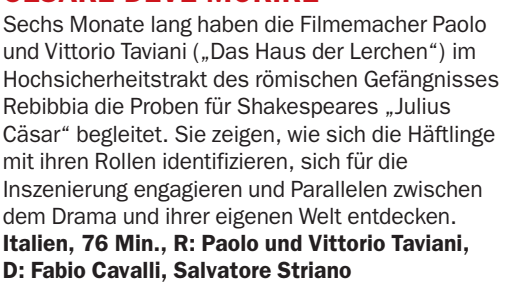 CESARE DEVE MORIRE
Sechs Monate lang haben die Filmemacher Paolo
und Vittorio Taviani („Das Haus der Lerchen“) im
Hochsicherheitstrakt des römischen Gefängnisses
Rebibbia die Proben für Shakespeares „Julius
Cäsar“ begleitet. Sie zeigen, wie sich die Häftlinge
mit ihren Rollen identifizieren, sich für die
Inszenierung engagieren und Parallelen zwischen
dem Drama und ihrer eigenen Welt entdecken.
Italien, 76 Min., R: Paolo und Vittorio Taviani,
D: Fabio Cavalli, Salvatore Striano